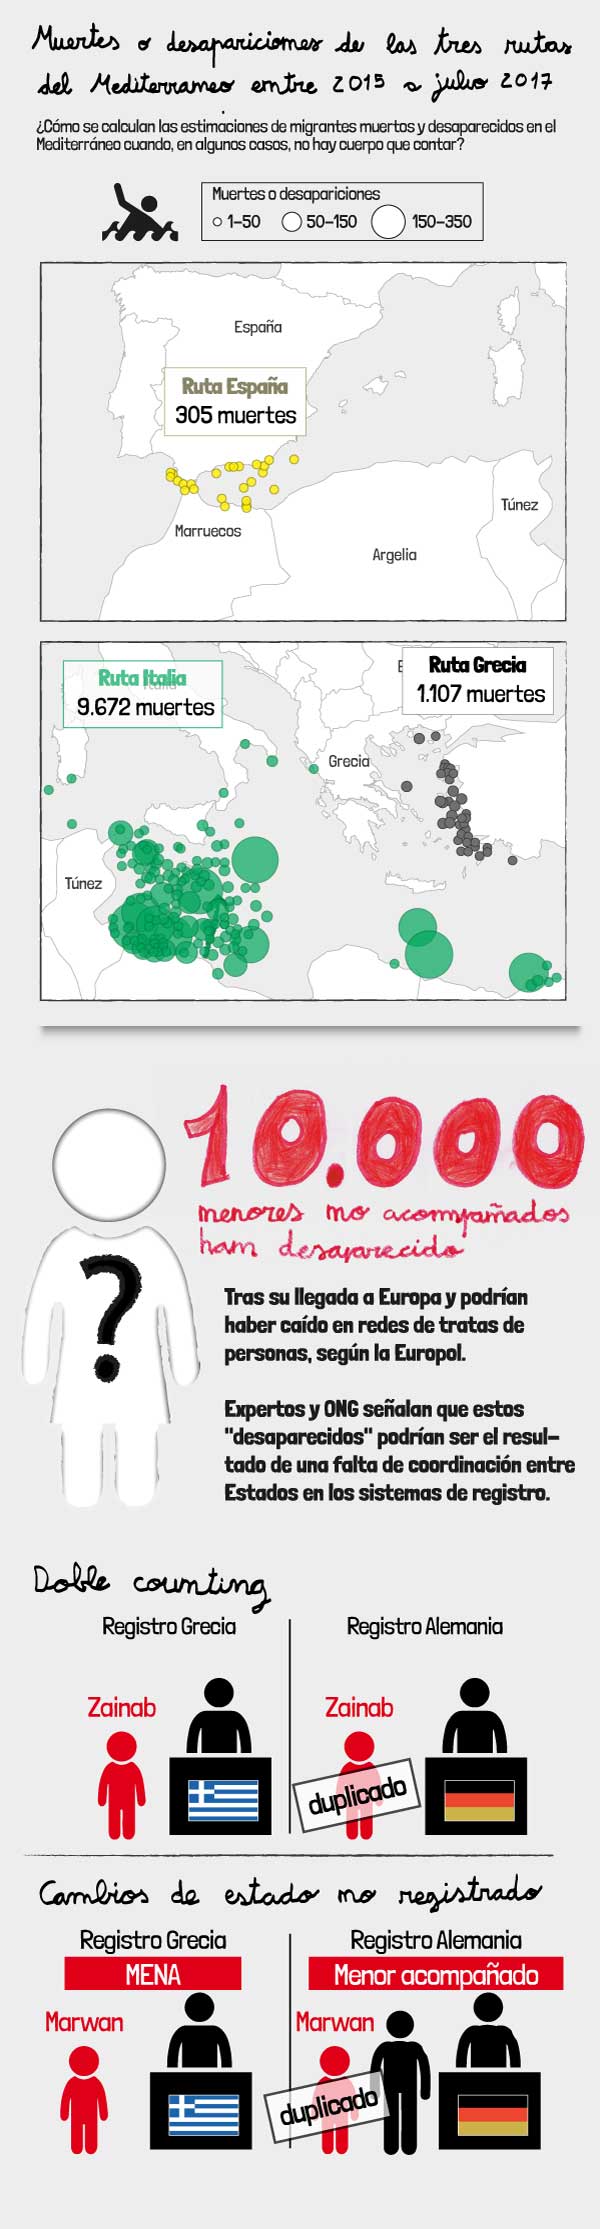 Muertes o desapariciones de las tres rutas
del Mediterraneo entre 2015 a julio 2017
¿Cómo se calculan las estimaciones de migrantes muertos y desaparecidos en el
Mediterráneo cuando, en algunos casos, no hay cuerpo que contar?
Muertes o desapariciones
1-50 50-150 150-350
España
Ruta España
305 muertes
Túnez
Marruecos
Argelia
Ruta Italia
Italia
9.672 muertes
Ruta Grecia
1.107 muertes
Grecia
Túnez
10.000
menores no acompañados
han desaparecido
Tras su llegada a Europa y podrían
haber caído en redes de tratas de
personas, según la Europol.
Expertos y ONG señalan que estos
"desaparecidos" podrían ser el resul-
tado de una falta de coordinación entre
Estados en los sistemas de registro.
?
Doble counting
Registro Grecia Registro Alemania
Zainab Zainab
duplicado
Cambios de estado no registrado
Registro Grecia Registro Alemania
MENA Menor acompañado
Marwan Marwan
duplicado